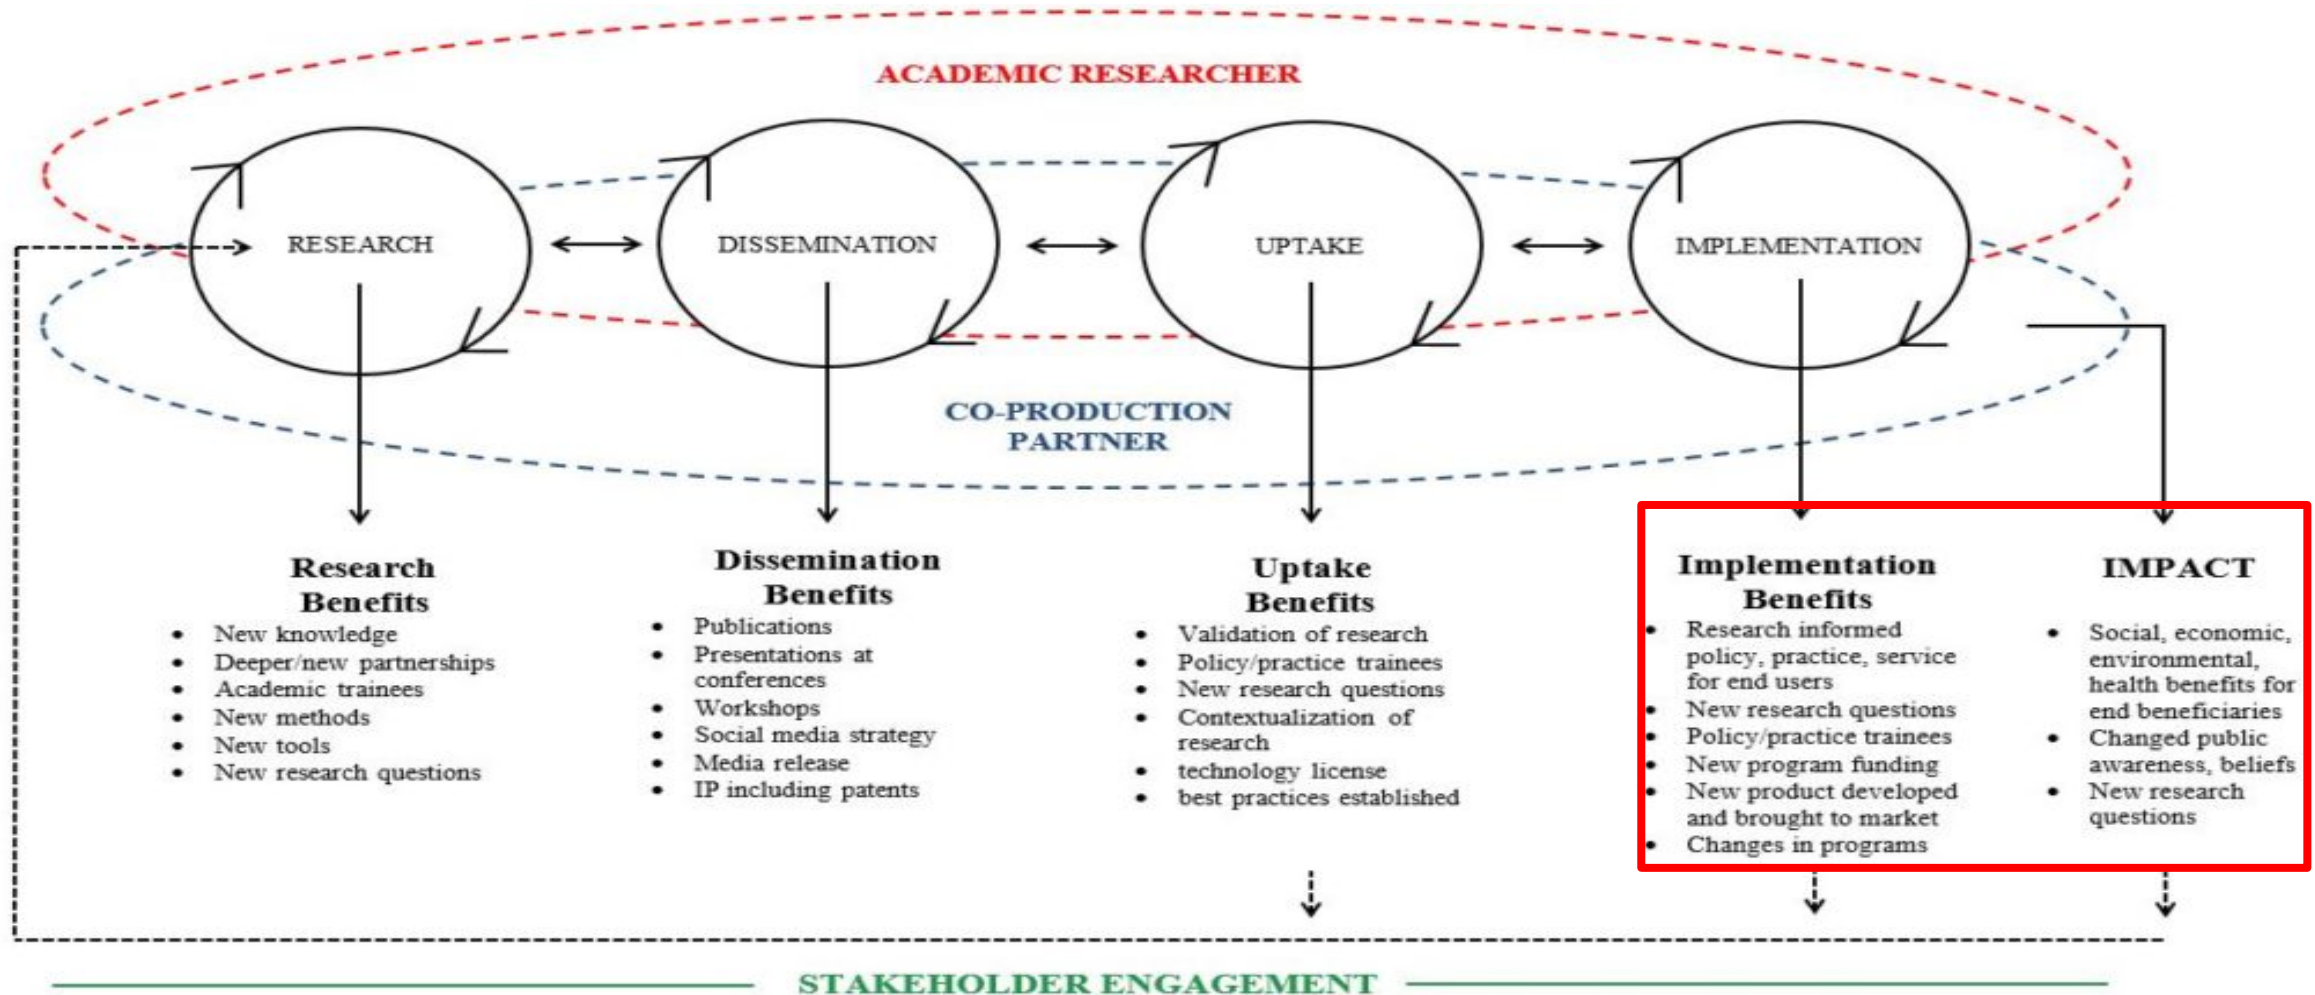 ACADEMIC RESEARCHER
RESEARCH
DISSEMINATION
UPTAKE
IMPLEMENTATION
CO-PRODUCTION
PARTNER
Research
Benefits
• New knowledge
• Deeper/new partnerships
• Academic trainees
• New methods
• New tools
• New research questions
Dissemination
Benefits
• Publications
• Presentations at
conferences
• Workshops
• Social media strategy
• Media release
• IP including patents
Uptake
Benefits
• Validation of research
• Policy/practice trainees
• New research questions
• Contextualization of
research
• technology license
• best practices established
Implementation
Benefits
• Research informed
policy, practice, service
for end users
• New research questions
• Policy/practice trainees
• New program funding
• New product developed
and brought to market
• Changes in programs
IMPACT
• Social, economic,
environmental,
health benefits for
end beneficiaries
• Changed public
awareness, beliefs
• New research
questions
STAKEHOLDER ENGAGEMENT